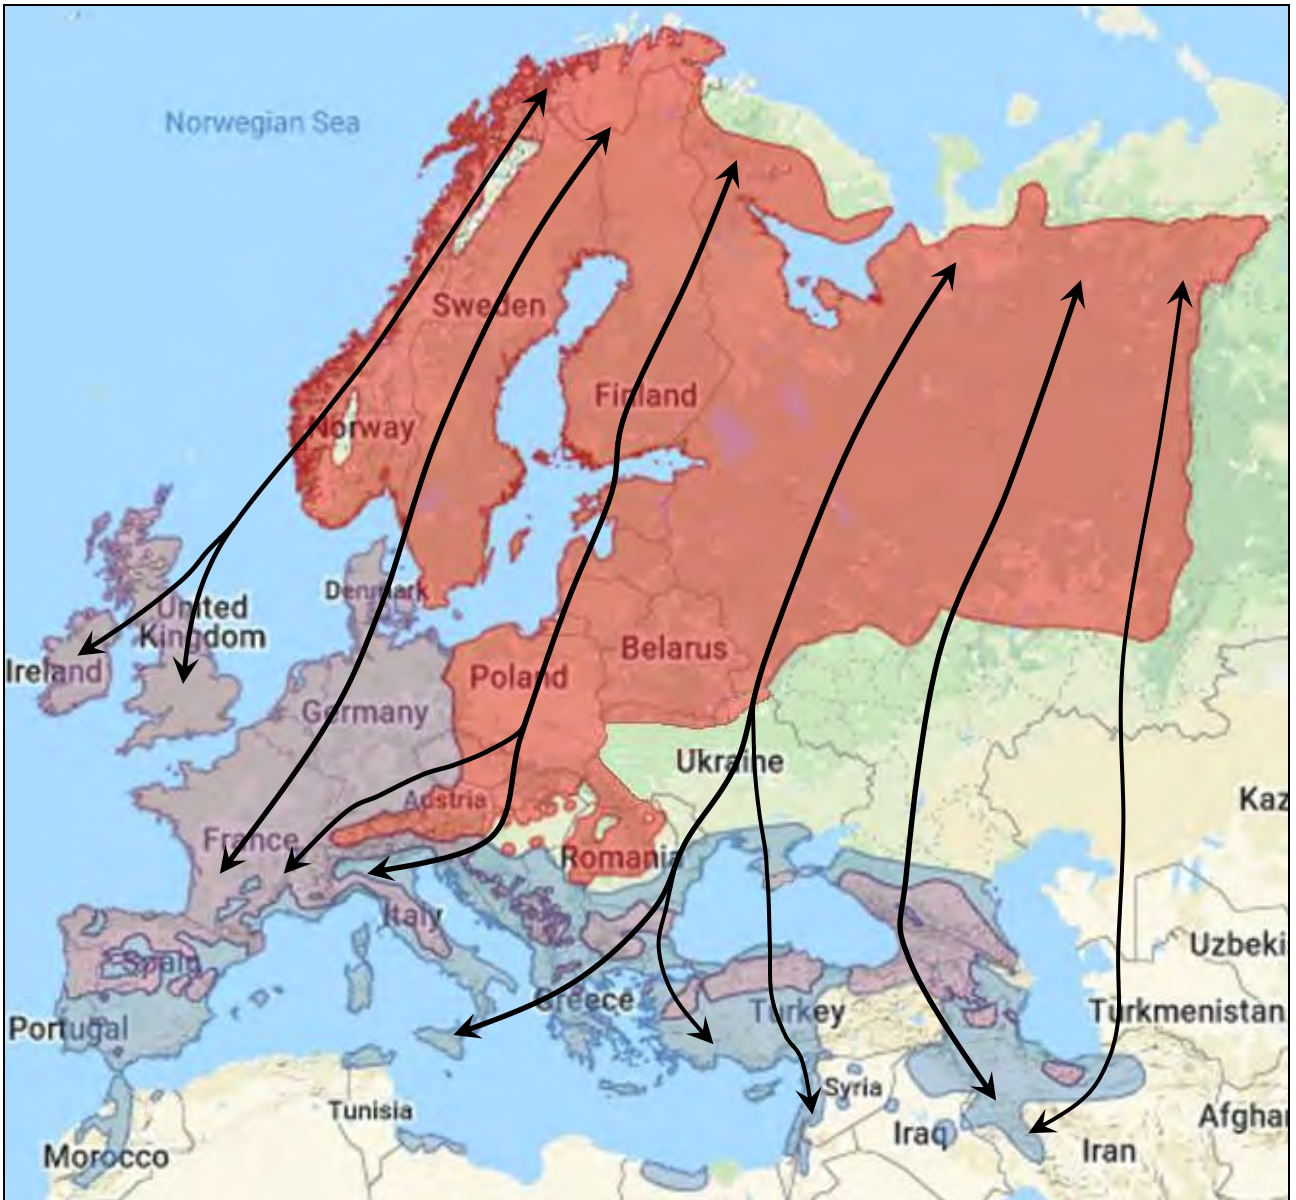 Norwegian Sea
Sweden
Finland
Norway
Denmark
United
Kingdom
Ireland
Belarus
Poland
Germany
Ukraine
Austria
Kaz
France
Romania
Italy
Uzbeki
Spain
Greece
Turkey
Turkmenistan
Portugal
Syria
Tunisia
Afghan
Iraq
Iran
Morocco